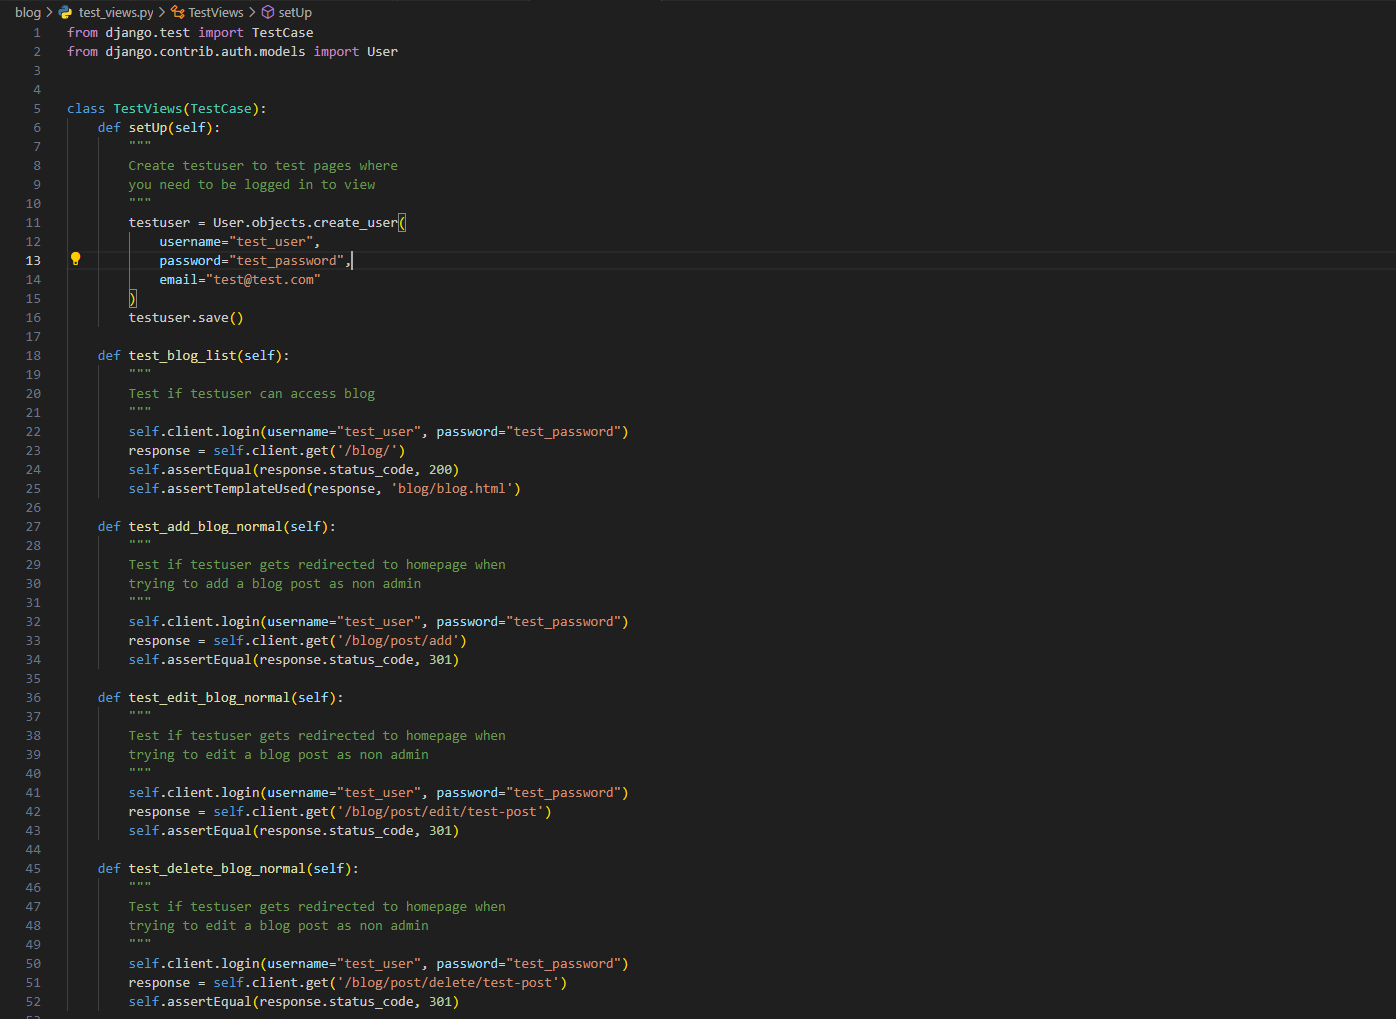 blog > test_views.py > TestViews > setUp
1 from django.test import TestCase
2 from django.contrib.auth.models import User
3
4
5 class TestViews(TestCase):
6     def setUp(self):
7         """
8         Create testuser to test pages where
9         you need to be logged in to view
10         """
11         testuser = User.objects.create_user(
12             username="test_user",
13             password="test_password",
14             email="test@test.com"
15         )
16         testuser.save()
17
18     def test_blog_list(self):
19         """
20         Test if testuser can access blog
21         """
22         self.client.login(username="test_user", password="test_password")
23         response = self.client.get('/blog/')
24         self.assertEqual(response.status_code, 200)
25         self.assertTemplateUsed(response, 'blog/blog.html')
26
27     def test_add_blog_normal(self):
28         """
29         Test if testuser gets redirected to homepage when
30         trying to add a blog post as non admin
31         """
32         self.client.login(username="test_user", password="test_password")
33         response = self.client.get('/blog/post/add')
34         self.assertEqual(response.status_code, 301)
35
36     def test_edit_blog_normal(self):
37         """
38         Test if testuser gets redirected to homepage when
39         trying to edit a blog post as non admin
40         """
41         self.client.login(username="test_user", password="test_password")
42         response = self.client.get('/blog/post/edit/test-post')
43         self.assertEqual(response.status_code, 301)
44
45     def test_delete_blog_normal(self):
46         """
47         Test if testuser gets redirected to homepage when
48         trying to edit a blog post as non admin
49         """
50         self.client.login(username="test_user", password="test_password")
51         response = self.client.get('/blog/post/delete/test-post')
52         self.assertEqual(response.status_code, 301)